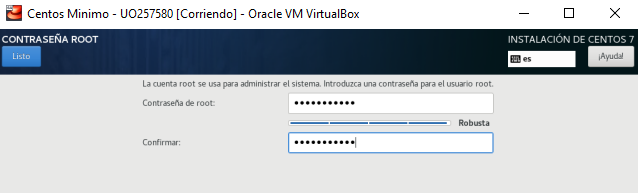 Centos Minimo - UO257580 [Corriendo] - Oracle VM VirtualBox
CONTRASEÑA ROOT
INSTALACIÓN DE CENTOS 7
Listo
es
¡Ayuda!
La cuenta root se usa para administrar el sistema. Introduzca una contraseña para el usuario root.
Contraseña de root: •••••••••••
Robusta
Confirmar: •••••••••••